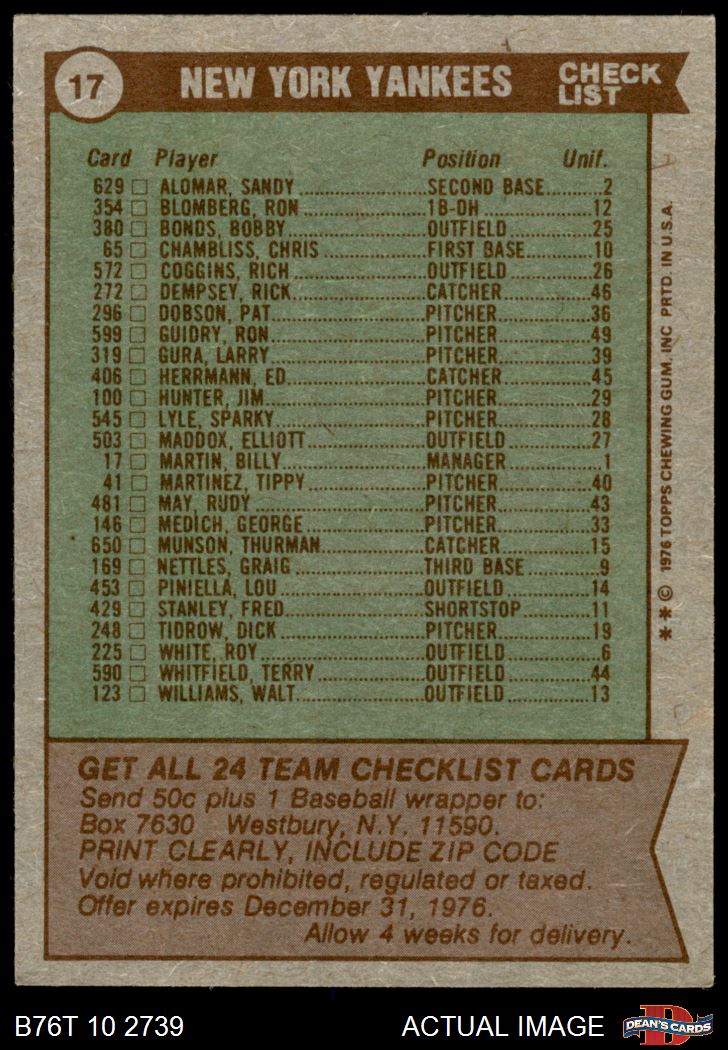 17 NEW YORK YANKEES CHECK LIST
Card Player Position Unif.
629 □ ALOMAR, SANDY SECOND BASE 2
354 □ BLOMBERG, RON 1B-DH 12
380 □ BONDS, BOBBY OUTFIELD 25
65 □ CHAMBLISS, CHRIS FIRST BASE 10
572 □ COGGINS, RICH OUTFIELD 26
272 □ DEMPSEY, RICK CATCHER 46
296 □ DOBSON, PAT PITCHER 36
599 □ GUIDRY, RON PITCHER 49
319 □ GURA, LARRY PITCHER 39
406 □ HERRMANN, ED CATCHER 45
100 □ HUNTER, JIM PITCHER 29
545 □ LYLE, SPARKY PITCHER 28
503 □ MADDOX, ELLIOTT OUTFIELD 27
17 □ MARTIN, BILLY MANAGER 1
41 □ MARTINEZ, TIPPY PITCHER 40
481 □ MAY, RUDY PITCHER 43
146 □ MEDICH, GEORGE PITCHER 33
650 □ MUNSON, THURMAN CATCHER 15
169 □ NETTLES, GRAIG THIRD BASE 9
453 □ PINIELLA, LOU OUTFIELD 14
429 □ STANLEY, FRED SHORTSTOP 11
248 □ TIDROW, DICK PITCHER 19
225 □ WHITE, ROY OUTFIELD 6
590 □ WHITFIELD, TERRY OUTFIELD 44
123 □ WILLIAMS, WALT OUTFIELD 13
* * © 1976 TOPPS CHEWING GUM, INC PRTD. IN U.S.A.
GET ALL 24 TEAM CHECKLIST CARDS
Send 50c plus 1 Baseball wrapper to:
Box 7630 Westbury, N.Y. 11590.
PRINT CLEARLY, INCLUDE ZIP CODE
Void where prohibited, regulated or taxed.
Offer expires December 31, 1976.
Allow 4 weeks for delivery.
B76T 10 2739 ACTUAL IMAGE D DEAN'S CARDS